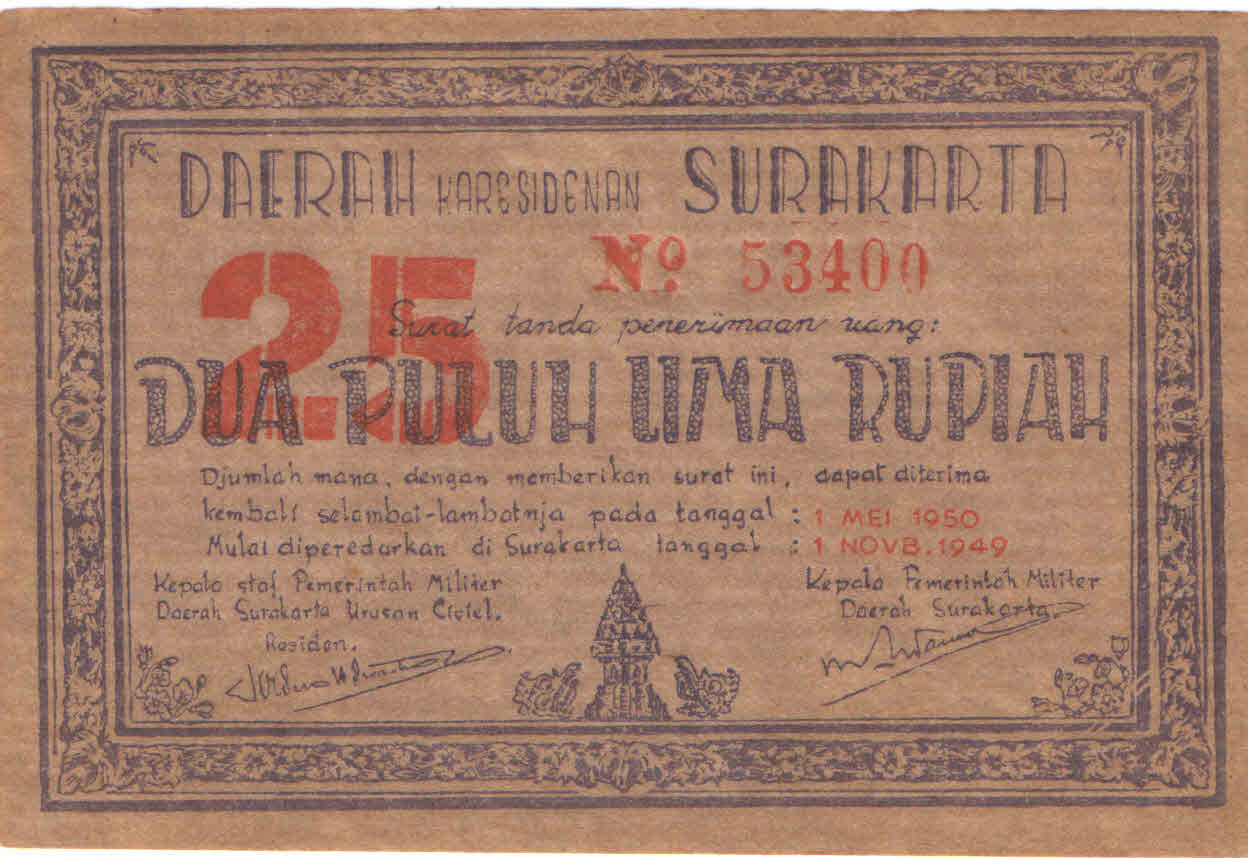 DAERAH KARESIDENAN SURAKARTA
25
No. 53400
Surat tanda penerimaan uang:
DUA PULUH LIMA RUPIAH
Djumlah mana, dengan memberikan surat ini, dapat diterima
kembali selambat-lambatnja pada tanggal : 1 MEI 1950
Mulai diperedarkan di Surakarta tanggal : 1 NOVB. 1949
Kepala staf Pemerintah Militer
Daerah Surakarta Urusan Civiel.
Residen.
Kepala Pemerintah Militer
Daerah Surakarta.